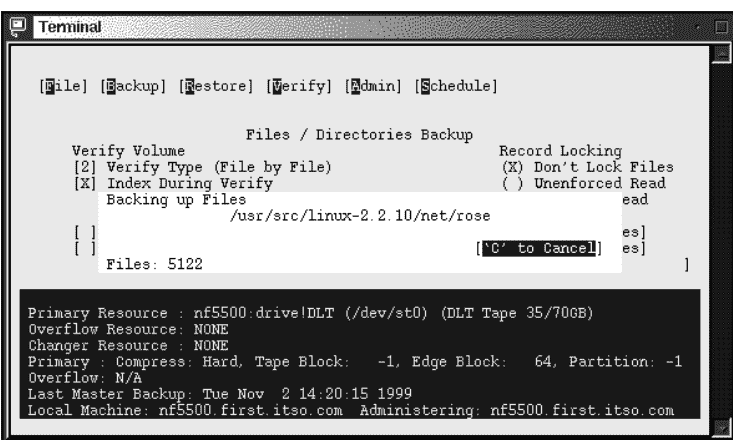 Terminal
[File] [Backup] [Restore] [Verify] [Admin] [Schedule]
Files / Directories Backup
Verify Volume Record Locking
[2] Verify Type (File by File) (X) Don't Lock Files
[X] Index During Verify ( ) Unenforced Read
Backing up Files ead
/usr/src/linux-2.2.10/net/rose
[ ] es]
[ ] [`C' to Cancel] es]
Files: 5122 ]
Primary Resource : nf5500:drive!DLT (/dev/st0) (DLT Tape 35/70GB)
Overflow Resource: NONE
Changer Resource : NONE
Primary : Compress: Hard, Tape Block: -1, Edge Block: 64, Partition: -1
Overflow: N/A
Last Master Backup: Tue Nov 2 14:20:15 1999
Local Machine: nf5500.first.itso.com Administering: nf5500.first.itso.com